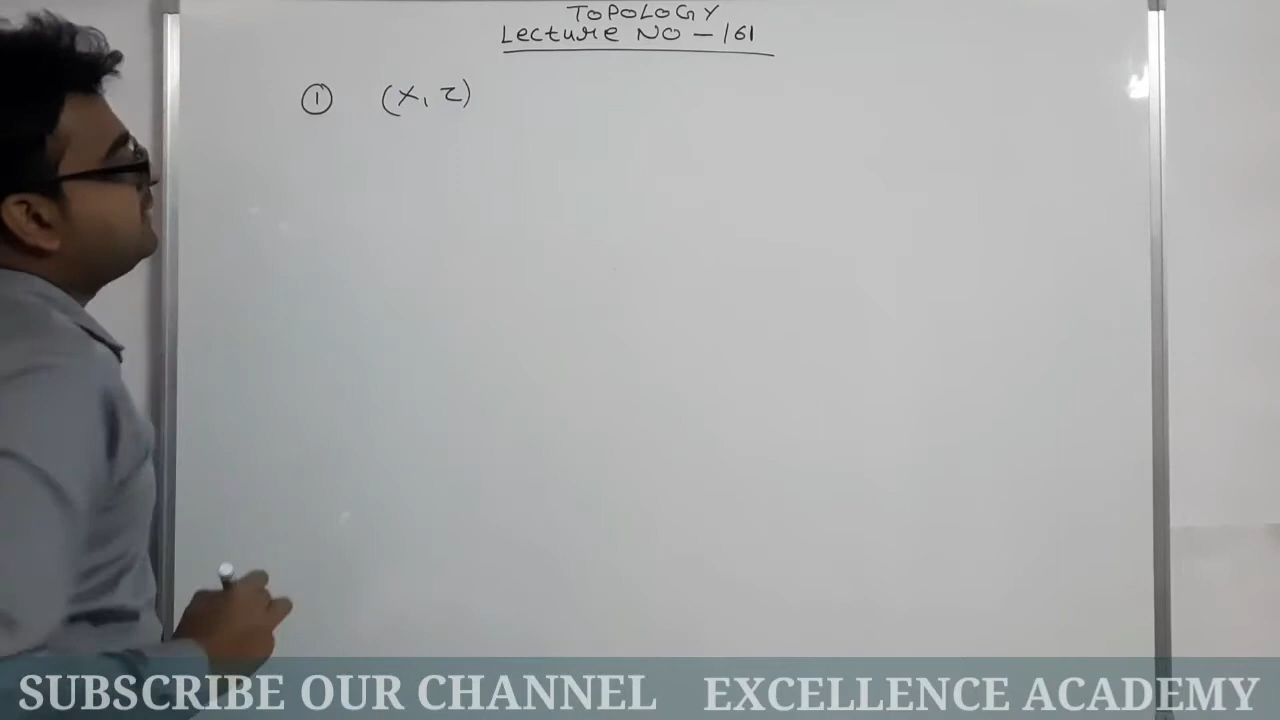 TOPOLOGY
Lecture NO - 161
① (X, τ)
SUBSCRIBE OUR CHANNEL EXCELLENCE ACADEMY